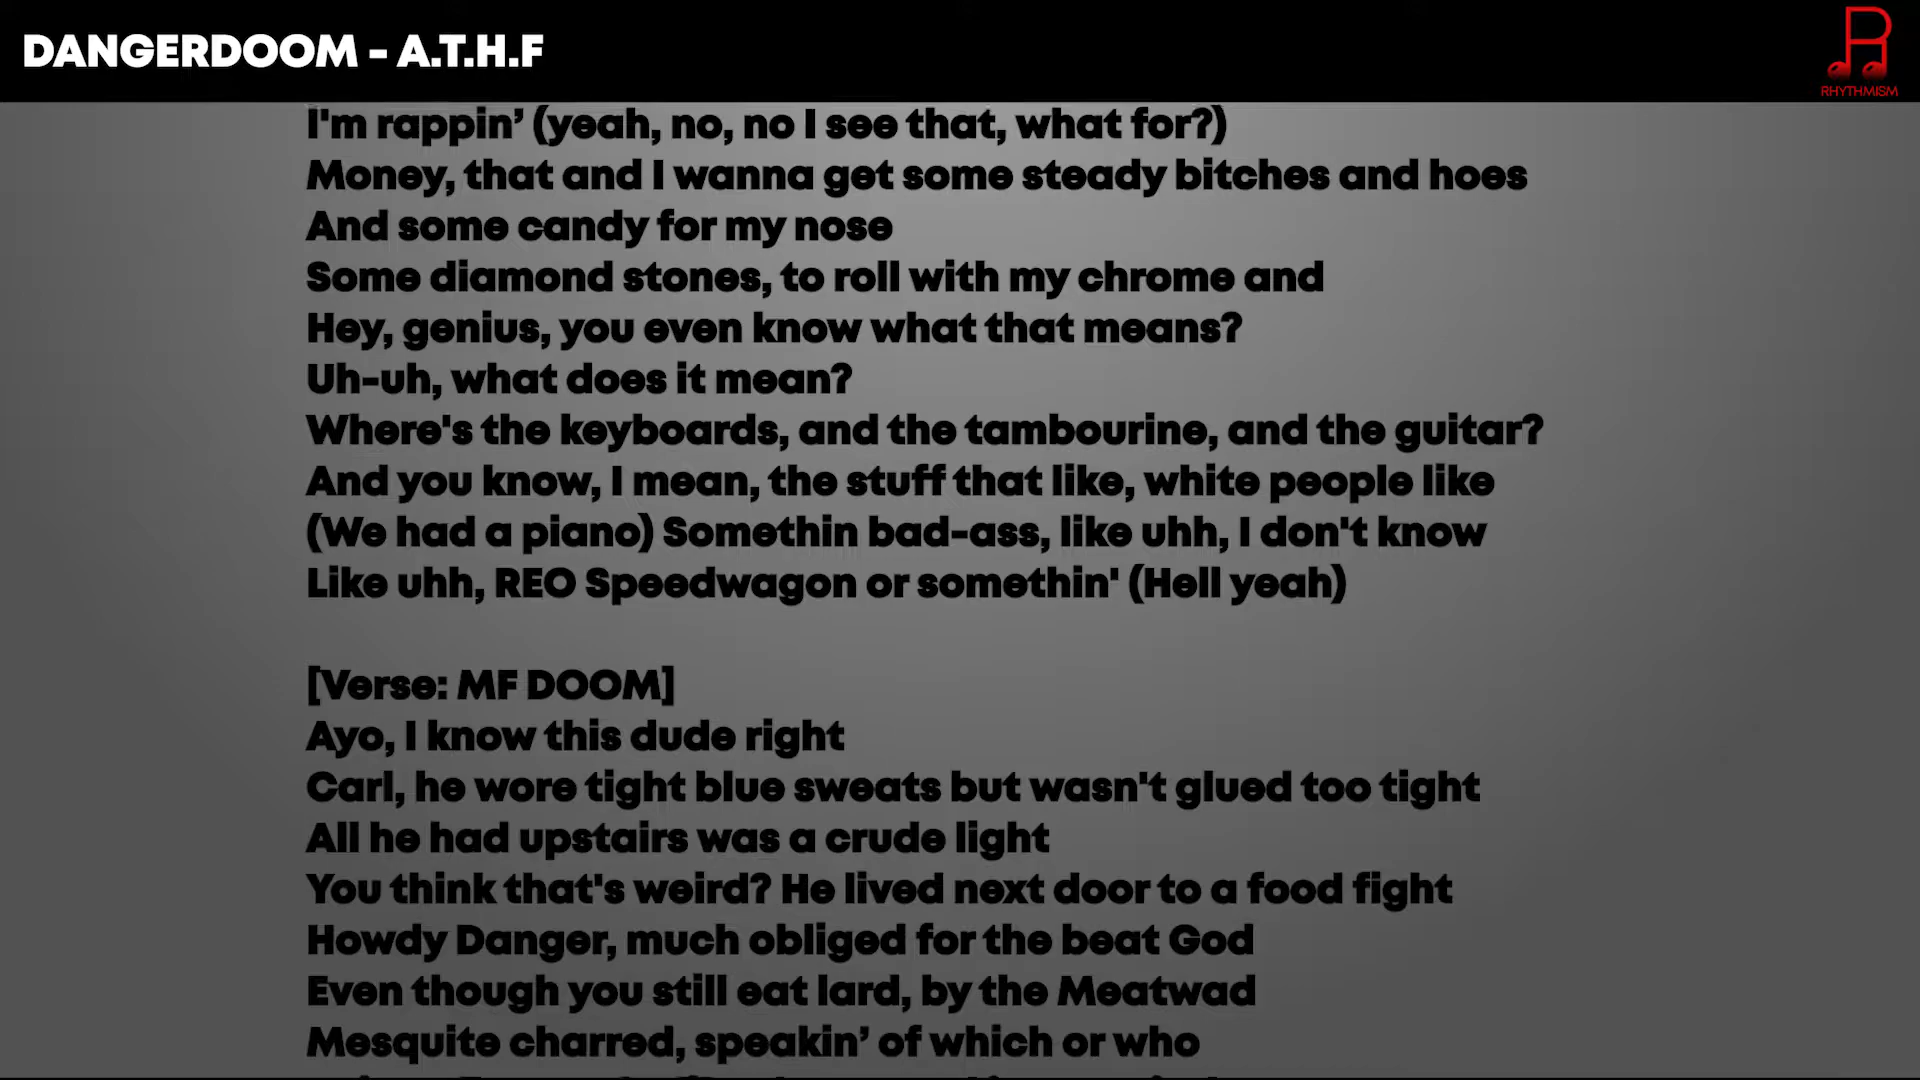 DANGERDOOM - A.T.H.F
RHYTHMISM
I'm rappin’ (yeah, no, no I see that, what for?)
Money, that and I wanna get some steady bitches and hoes
And some candy for my nose
Some diamond stones, to roll with my chrome and
Hey, genius, you even know what that means?
Uh-uh, what does it mean?
Where's the keyboards, and the tambourine, and the guitar?
And you know, I mean, the stuff that like, white people like
(We had a piano) Somethin bad-ass, like uhh, I don't know
Like uhh, REO Speedwagon or somethin' (Hell yeah)
[Verse: MF DOOM]
Ayo, I know this dude right
Carl, he wore tight blue sweats but wasn't glued too tight
All he had upstairs was a crude light
You think that's weird? He lived next door to a food fight
Howdy Danger, much obliged for the beat God
Even though you still eat lard, by the Meatwad
Mesquite charred, speakin’ of which or who